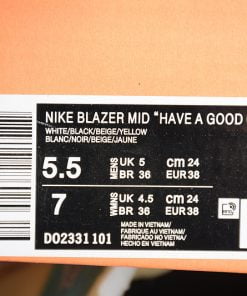 NIKE BLAZER MID “HAVE A GOOD
WHITE/BLACK/BEIGE/YELLOW
BLANC/NOIR/BEIGE/JAUNE
5.5 MENS UK 5 cm 24
BR 36 EUR 38
7 WMNS UK 4.5 cm 24
BR 36 EUR 38
DO2331 101
MADE IN VIETNAM/
FABRIQUE AU VIETNAM/
FABRICADO NO VIETNA/
HECHO EN VIETNAM